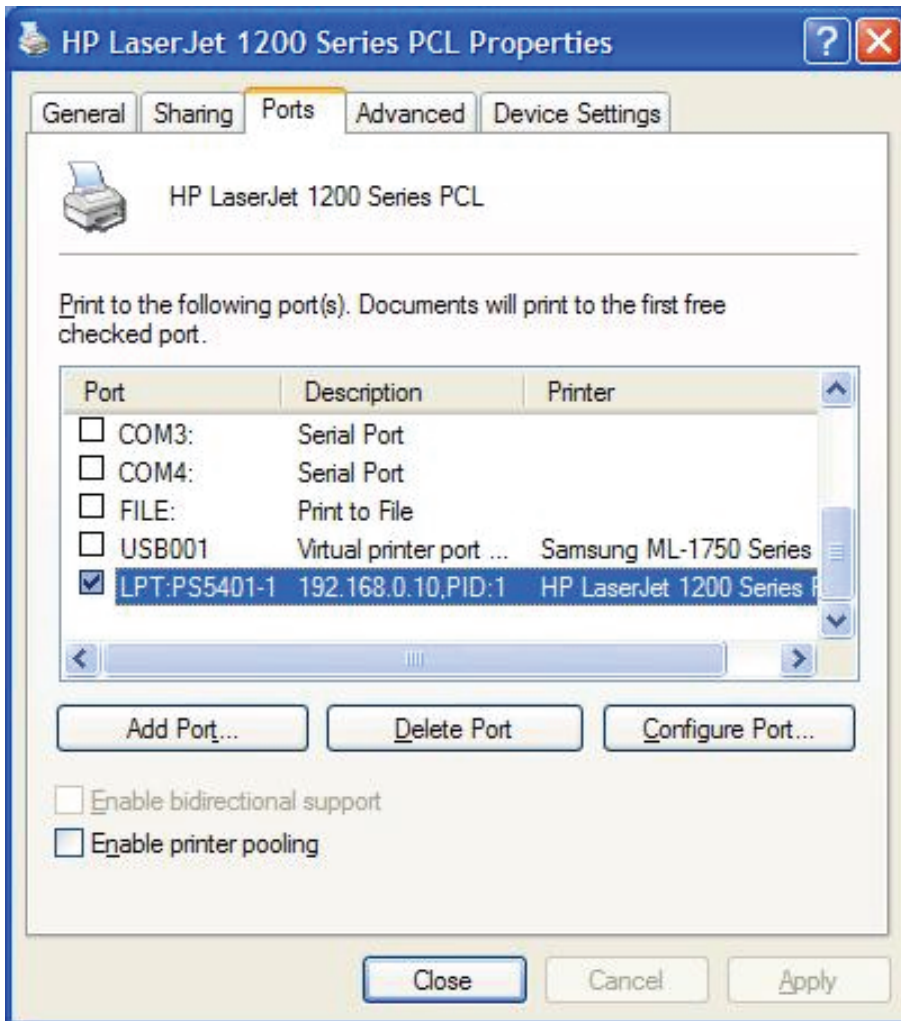 HP LaserJet 1200 Series PCL Properties
General Sharing Ports Advanced Device Settings
HP LaserJet 1200 Series PCL
Print to the following port(s). Documents will print to the first free
checked port.
Port Description Printer
COM3: Serial Port
COM4: Serial Port
FILE: Print to File
USB001 Virtual printer port ... Samsung ML-1750 Series
LPT:PS5401-1 192.168.0.10,PID:1 HP LaserJet 1200 Series
Add Port... Delete Port Configure Port...
Enable bidirectional support
Enable printer pooling
Close Cancel Apply